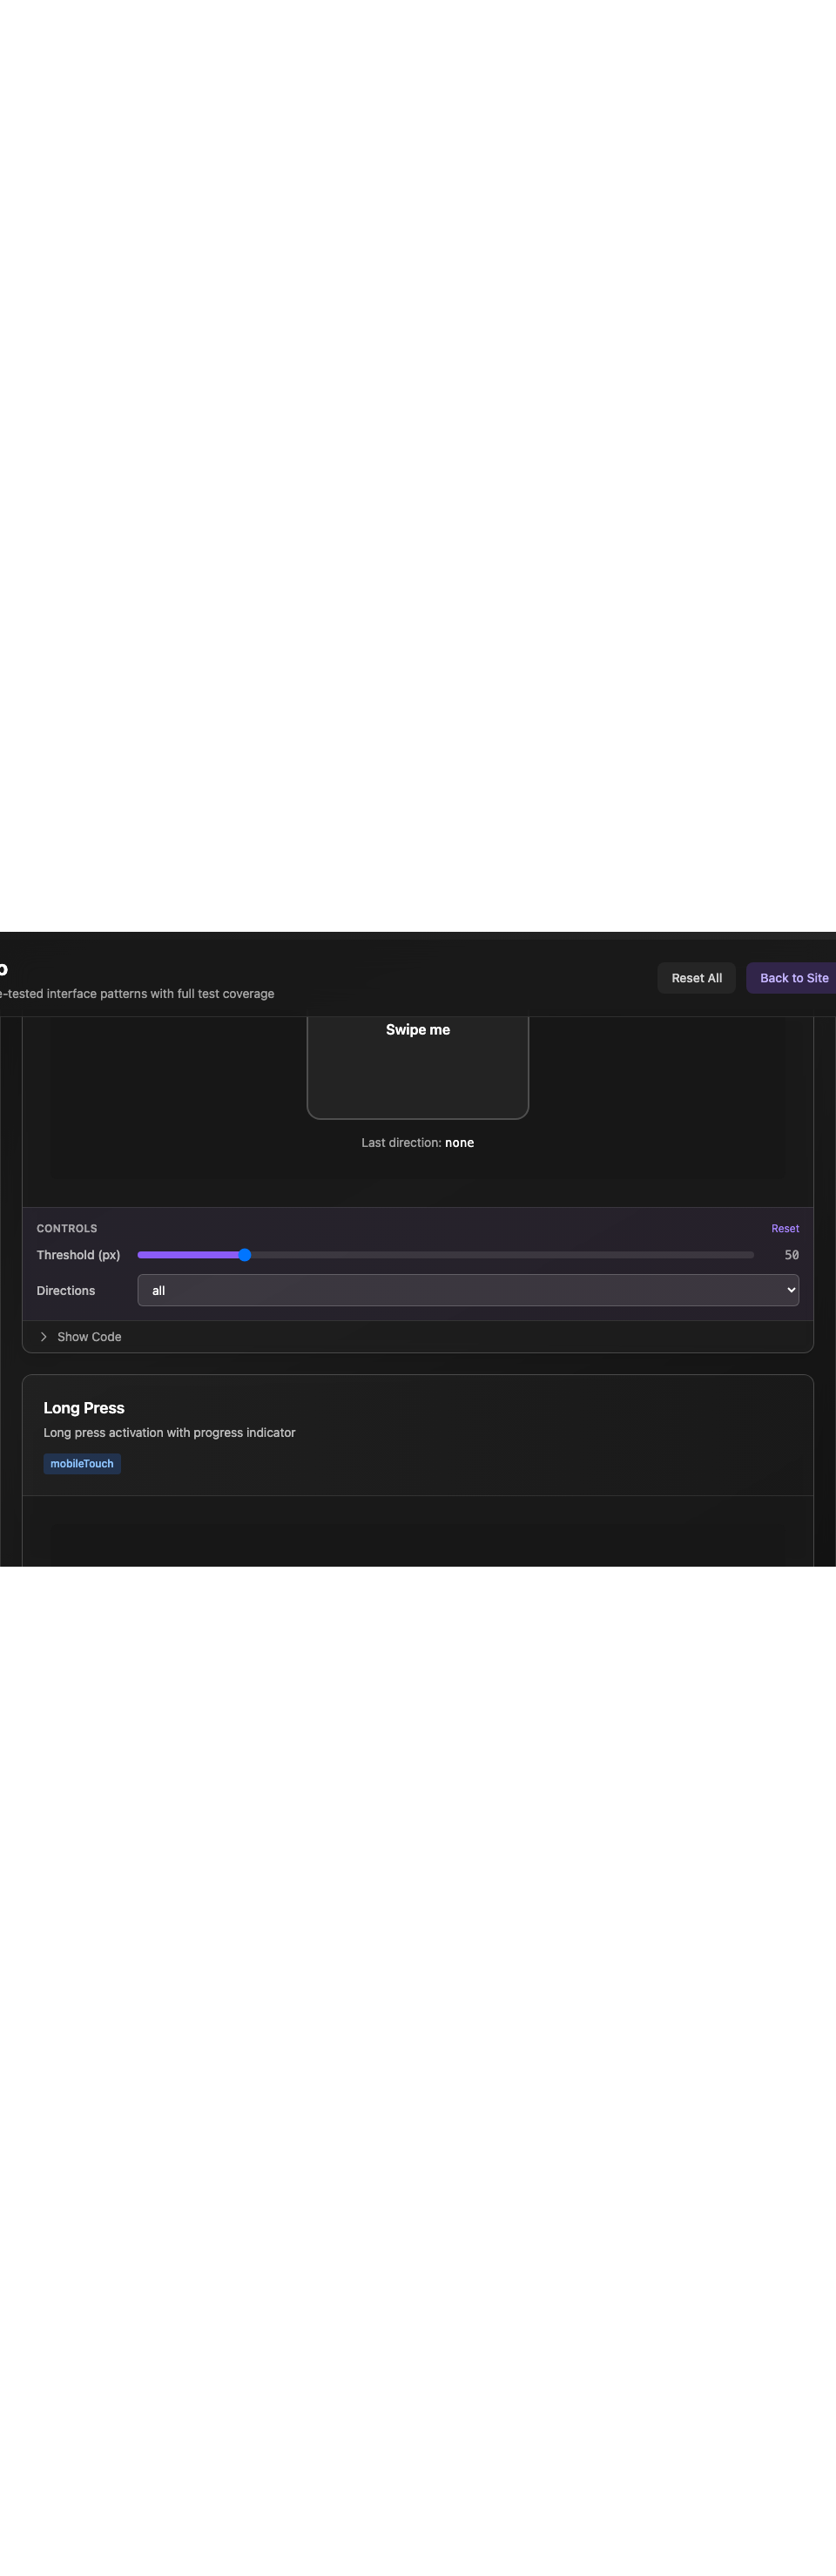 -tested interface patterns with full test coverage
Reset All
Back to Site
Swipe me
Last direction: none
CONTROLS
Reset
Threshold (px)
50
Directions
all
Show Code
Long Press
Long press activation with progress indicator
mobileTouch